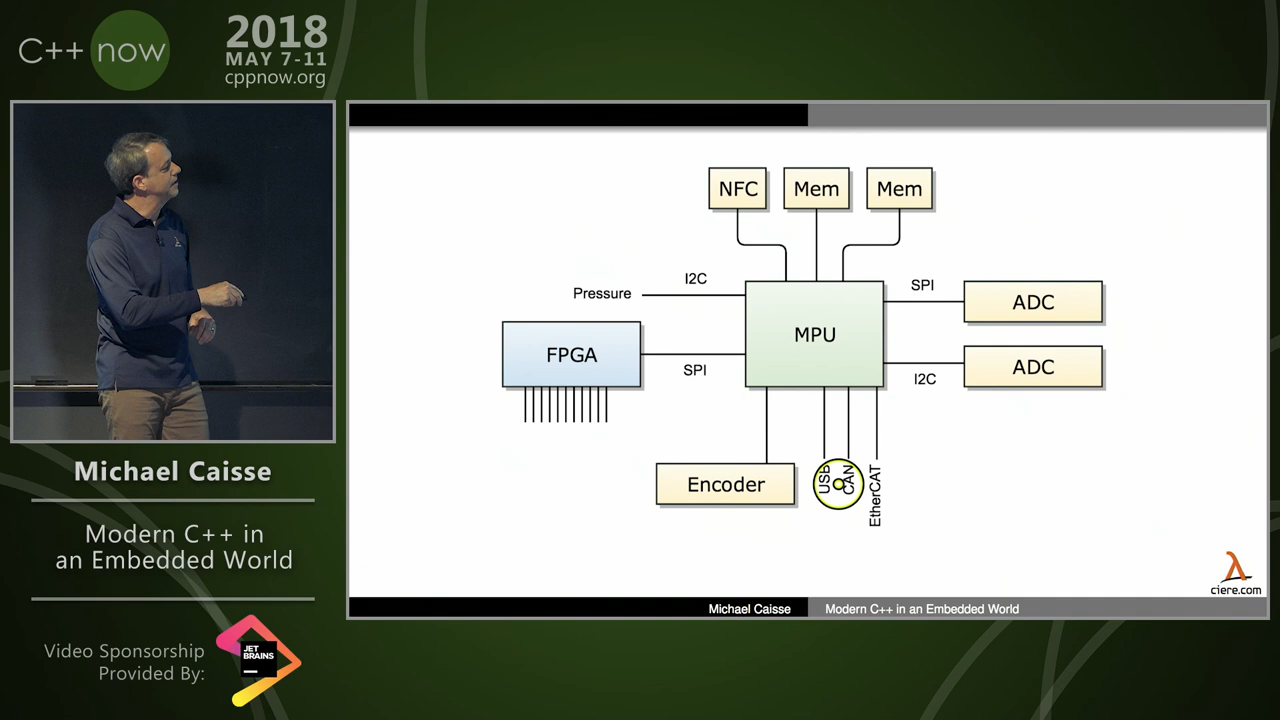 C++ now
2018
MAY 7-11
cppnow.org
NFC
Mem
Mem
I2C
Pressure
SPI
ADC
MPU
FPGA
SPI
ADC
I2C
Encoder
USB
CAN
EtherCAT
ciere.com
Michael Caisse
Modern C++ in an Embedded World
Michael Caisse
Modern C++ in
an Embedded World
Video Sponsorship
Provided By:
JET
BRAINS